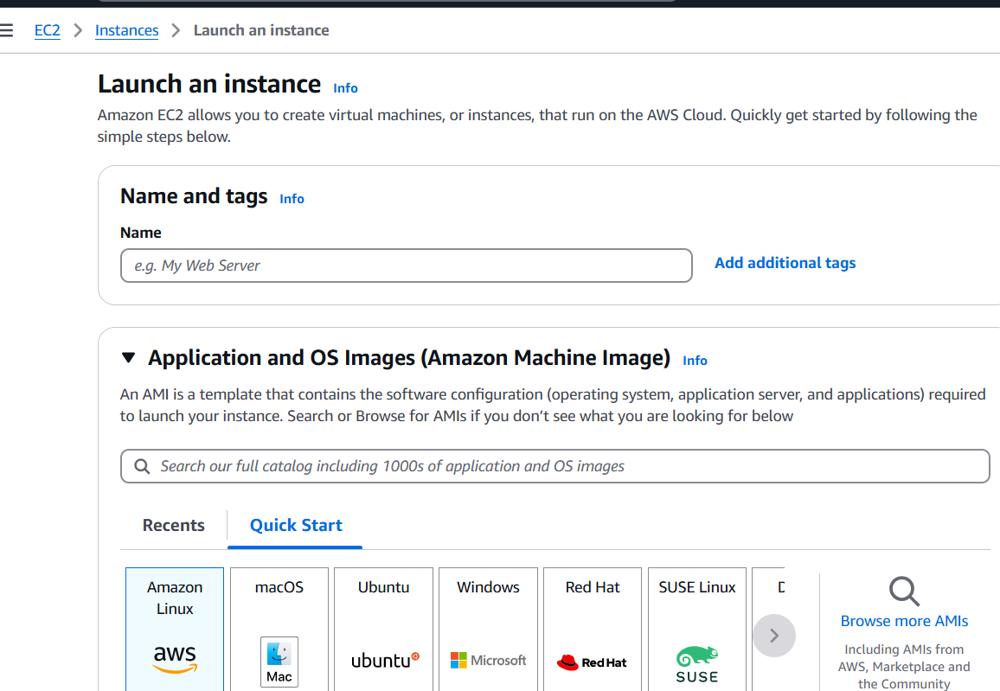 EC2 > Instances > Launch an instance
Launch an instance Info
Amazon EC2 allows you to create virtual machines, or instances, that run on the AWS Cloud. Quickly get started by following the
simple steps below.
Name and tags Info
Name
e.g. My Web Server
Add additional tags
Application and OS Images (Amazon Machine Image) Info
An AMI is a template that contains the software configuration (operating system, application server, and applications) required
to launch your instance. Search or Browse for AMIs if you don’t see what you are looking for below
Search our full catalog including 1000s of application and OS images
Recents
Quick Start
Amazon
Linux
aws
macOS
Mac
Ubuntu
ubuntu
Windows
Microsoft
Red Hat
Red Hat
SUSE Linux
SUSE
Browse more AMIs
Including AMIs from
AWS, Marketplace and
the Community